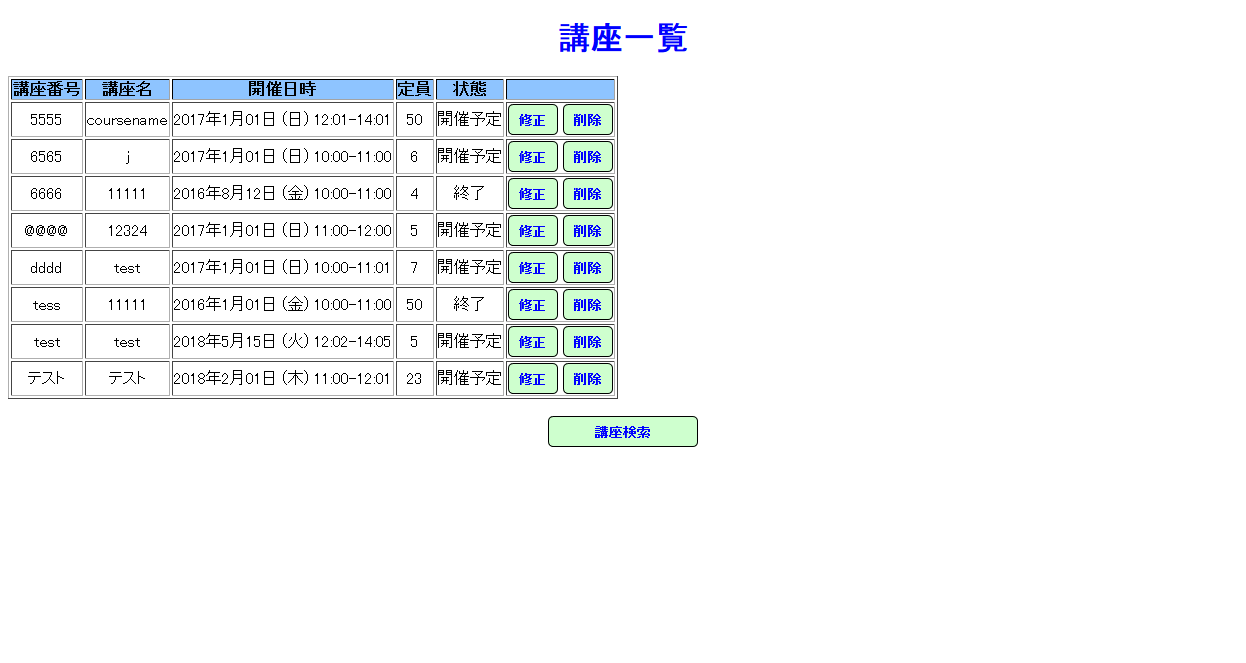 講座一覧
講座番号 講座名 開催日時 定員 状態
5555 coursename 2017年1月01日(日) 12:01-14:01 50 開催予定 修正 削除
6565 j 2017年1月01日(日) 10:00-11:00 6 開催予定 修正 削除
6666 11111 2016年8月12日(金) 10:00-11:00 4 終了 修正 削除
@@@@ 12324 2017年1月01日(日) 11:00-12:00 5 開催予定 修正 削除
dddd test 2017年1月01日(日) 10:00-11:01 7 開催予定 修正 削除
tess 11111 2016年1月01日(金) 10:00-11:00 50 終了 修正 削除
test test 2018年5月15日(火) 12:02-14:05 5 開催予定 修正 削除
テスト テスト 2018年2月01日(木) 11:00-12:01 23 開催予定 修正 削除
講座検索